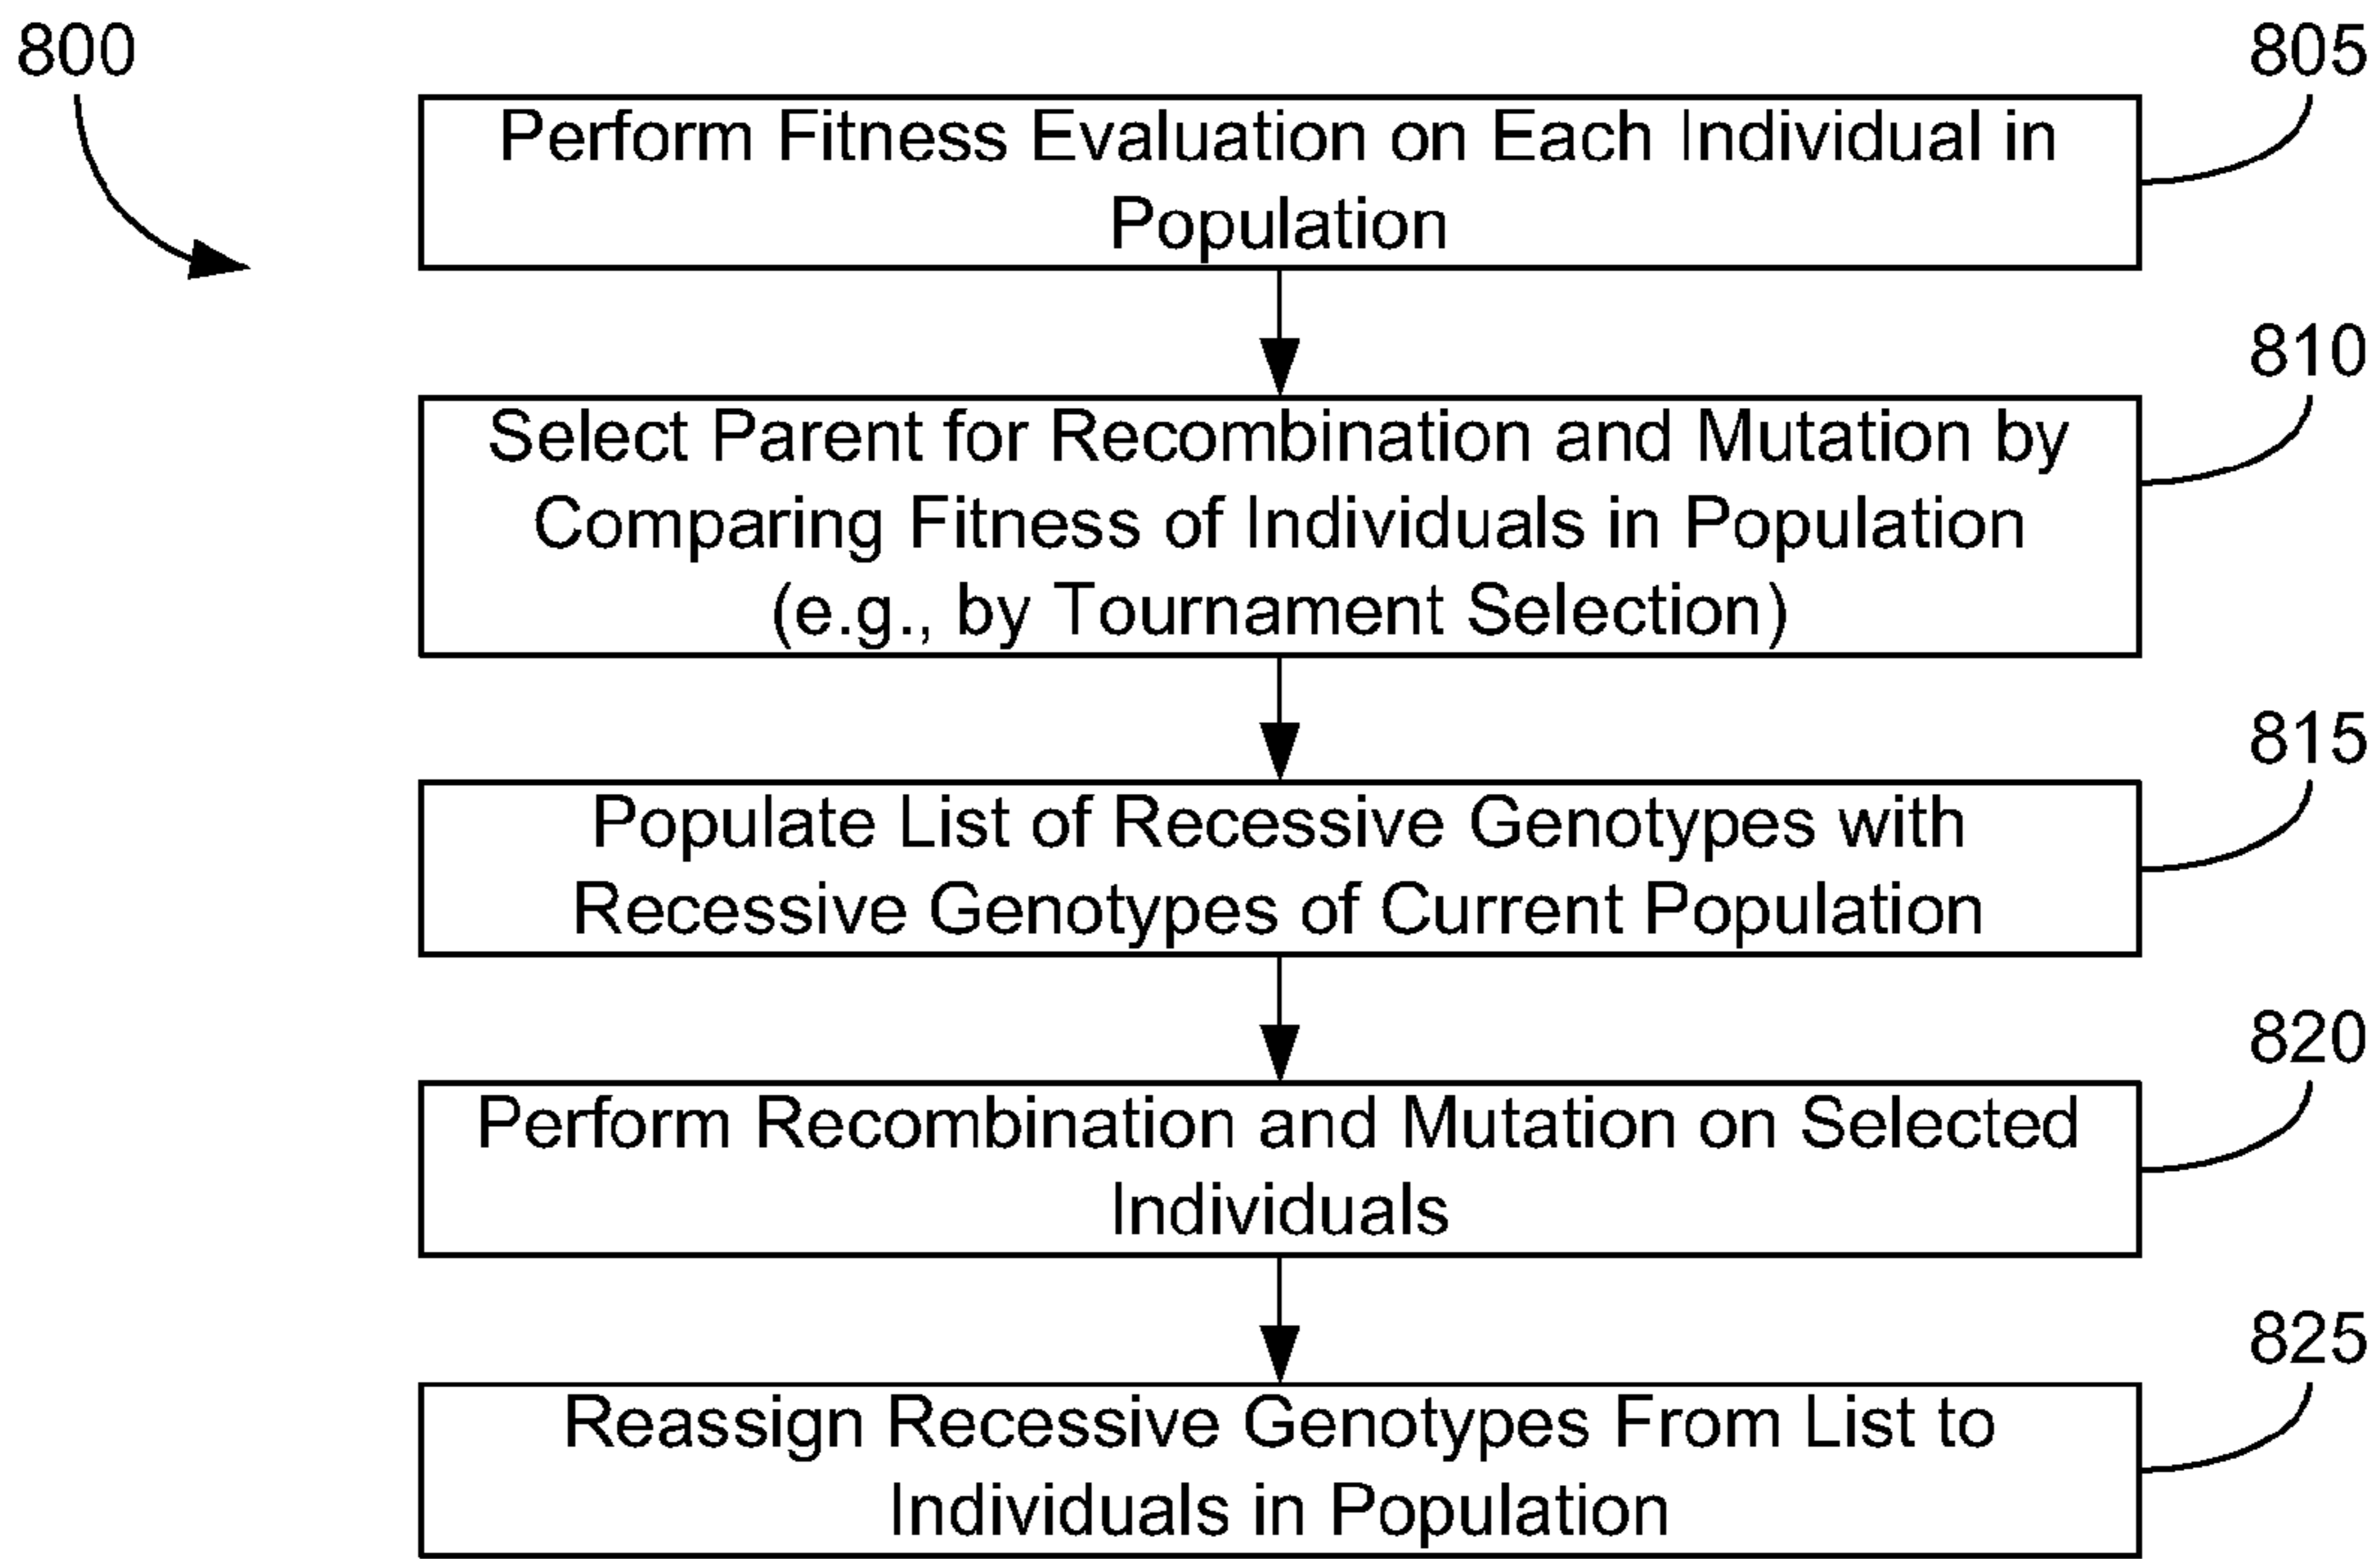 800
805
Perform Fitness Evaluation on Each Individual in
Population
810
Select Parent for Recombination and Mutation by
Comparing Fitness of Individuals in Population
(e.g., by Tournament Selection)
815
Populate List of Recessive Genotypes with
Recessive Genotypes of Current Population
820
Perform Recombination and Mutation on Selected
Individuals
825
Reassign Recessive Genotypes From List to
Individuals in Population